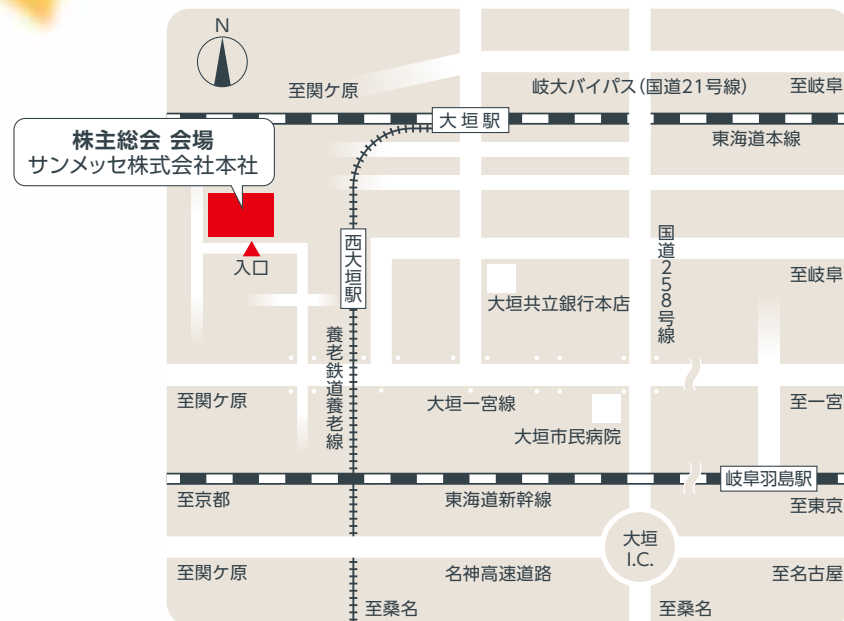 N
至関ケ原
岐大バイパス(国道21号線)
至岐阜
大垣駅
東海道本線
株主総会 会場
サンメッセ株式会社本社
入口
西大垣駅
国道258号線
至岐阜
大垣共立銀行本店
養老鉄道養老線
至関ケ原
大垣一宮線
至一宮
大垣市民病院
岐阜羽島駅
至京都
東海道新幹線
至東京
大垣
I.C.
至関ケ原
名神高速道路
至名古屋
至桑名
至桑名